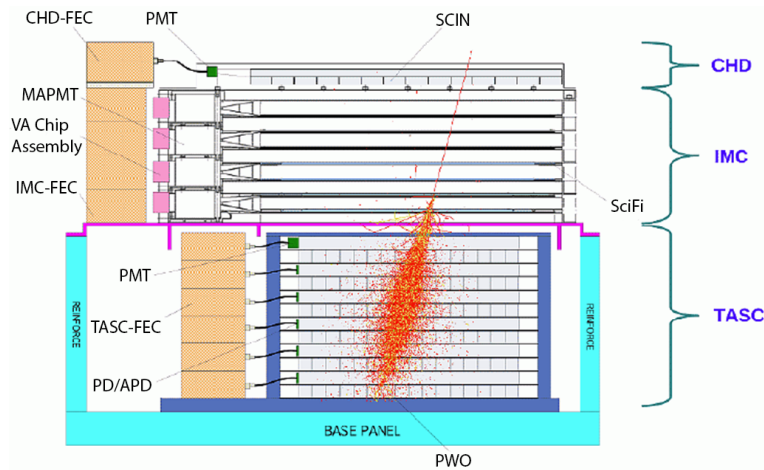 CHD-FEC
PMT
SCIN
CHD
MAPMT
VA Chip
Assembly
IMC
IMC-FEC
SciFi
PMT
REINFORCE
REINFORCE
TASC-FEC
TASC
PD/APD
BASE PANEL
PWO